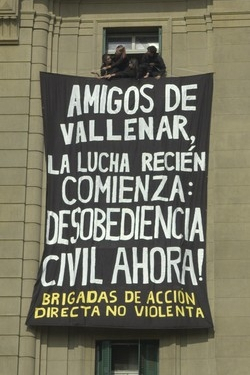 AMIGOS DE
VALLENAR,
LA LUCHA RECIÉN
COMIENZA:
DESOBEDIENCIA
CIVIL AHORA!
BRIGADAS DE ACCIÓN
DIRECTA NO VIOLENTA